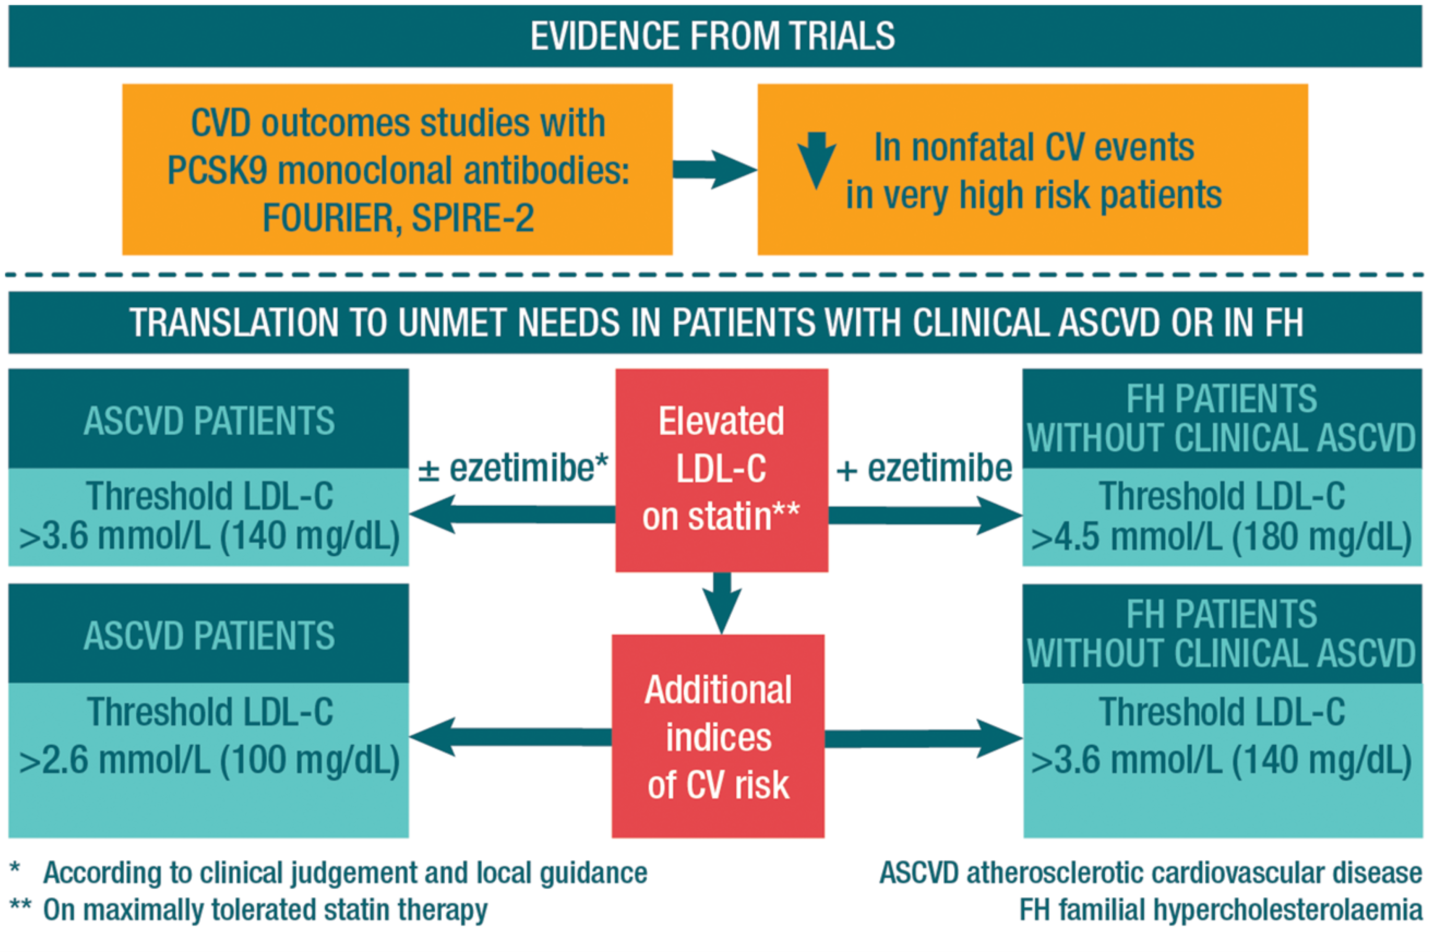 EVIDENCE FROM TRIALS
CVD outcomes studies with
PCSK9 monoclonal antibodies:
FOURIER, SPIRE-2
In nonfatal CV events
in very high risk patients
TRANSLATION TO UNMET NEEDS IN PATIENTS WITH CLINICAL ASCVD OR IN FH
ASCVD PATIENTS
Threshold LDL-C
>3.6 mmol/L (140 mg/dL)
± ezetimibe*
Elevated
LDL-C
on statin**
+ ezetimibe
FH PATIENTS
WITHOUT CLINICAL ASCVD
Threshold LDL-C
>4.5 mmol/L (180 mg/dL)
ASCVD PATIENTS
Threshold LDL-C
>2.6 mmol/L (100 mg/dL)
Additional
indices
of CV risk
FH PATIENTS
WITHOUT CLINICAL ASCVD
Threshold LDL-C
>3.6 mmol/L (140 mg/dL)
* According to clinical judgement and local guidance
** On maximally tolerated statin therapy
ASCVD atherosclerotic cardiovascular disease
FH familial hypercholesterolaemia